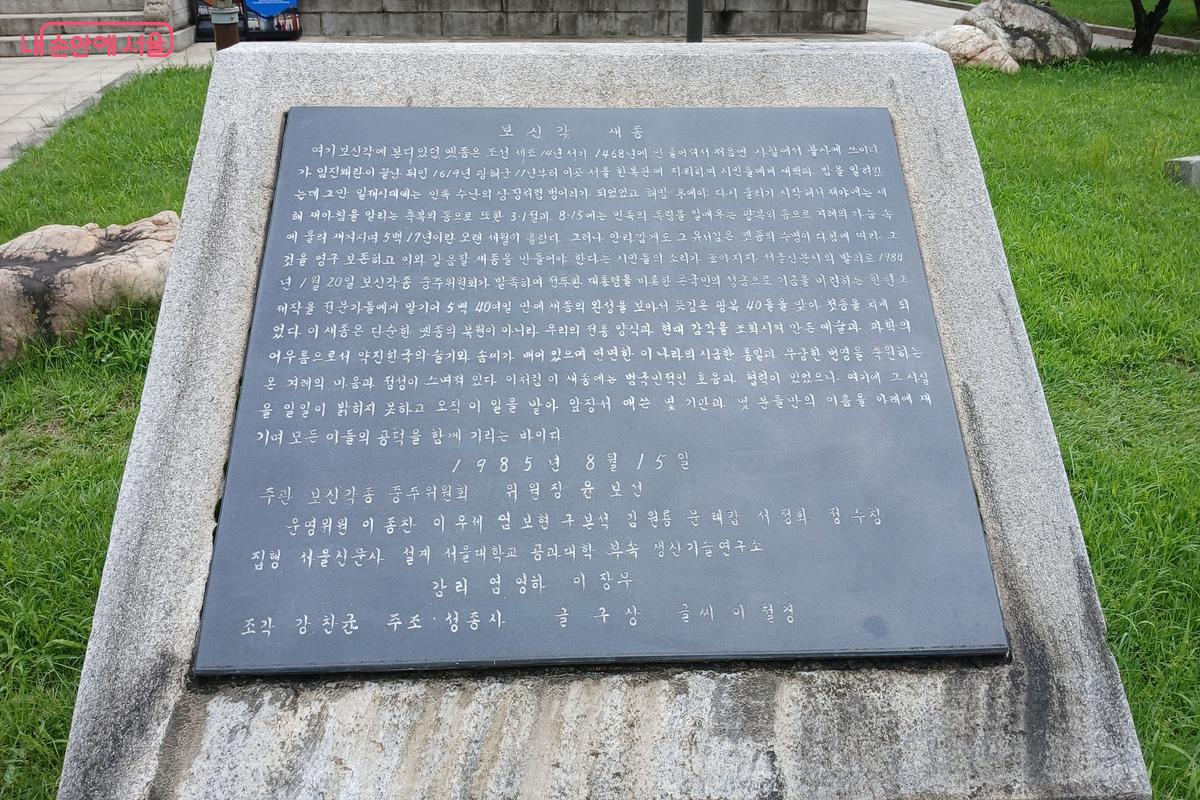 내 손안에 서울
보신각 새종
여기 보신각에 본디 있던 옛종은 조선 세조 14년 서기 1468년에 만들어져서 처음엔 사찰에서 불사에 쓰이다
가 임진왜란이 끝난 뒤인 1619년 광해군 11년부터 이곳 서울 한복판에 자리하여 시민들에게 새벽과 밤을 알려왔
는데 그만 일제시대에는 민족 수난의 상징처럼 벙어리가 되었었고 해방 후에야 다시 울리기 시작해서 제야에는 새
해 새아침을 알리는 축복의 종으로 또한 3·1절과 8·15에는 민족의 독립을 일깨우는 광복의 종으로 겨레의 가슴 속
에 울려 새겨지며 5백 17년이란 오랜 세월이 흘렀다. 그러나 안타깝게도 그 유서깊은 옛종의 수명이 다함에 따라 그
것을 영구 보존하고 이와 갈음할 새종을 만들어야 한다는 시민들의 소리가 높아지자 서울신문사의 발의로 1984
년 1월 20일 보신각종 중주위원회가 발족하여 전두환 대통령을 비롯한 온국민의 성금으로 기금을 마련하는 한편 그
제작을 전문가들에게 맡기어 5백 40여일 만에 새종의 완성을 보아서 뜻깊은 광복 40돌을 맞아 첫종을 치게 되
었다. 이 새종은 단순한 옛종의 복원이 아니라 우리의 전통 양식과 현대 감각을 조화시켜 만든 예술과 과학의
어우름으로서 약진한국의 슬기와 솜씨가 배어 있으며 면면한 이 나라의 시급한 통일과 무궁한 번영을 축원하는
온 겨레의 마음과 정성이 스며져 있다. 이처럼 이 새종에는 범국민적인 호응과 협력이 있었으나 여기에 그 사실
을 일일이 밝히지 못하고 오직 이 일을 맡아 앞장서 애쓴 몇 기관과 몇 분들만의 이름을 아래에 새
기며 모든 이들의 공덕을 함께 기리는 바이다.
1985년 8월 15일
주관 보신각종 중주위원회 위원장 윤보선
운영위원 이종찬 이우세 염보현 구본석 김원룡 문태갑 서정화 정수창
집행 서울신문사 설계 서울대학교 공과대학 부속 생산기술연구소
감리 염영하 이장무
조각 강찬균 주조·성종사 글 구상 글씨 이철경